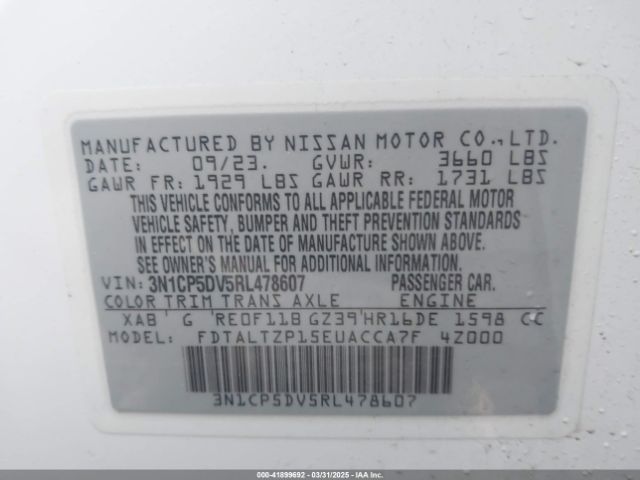 MANUFACTURED BY NISSAN MOTOR CO., LTD.
DATE: 09/23. GVWR: 3660 LBS
GAWR FR: 1929 LBS GAWR RR: 1731 LBS
THIS VEHICLE CONFORMS TO ALL APPLICABLE FEDERAL MOTOR
VEHICLE SAFETY, BUMPER AND THEFT PREVENTION STANDARDS
IN EFFECT ON THE DATE OF MANUFACTURE SHOWN ABOVE.
SEE OWNER'S MANUAL FOR ADDITIONAL INFORMATION.
VIN: 3N1CP5DV5RL478607 PASSENGER CAR.
COLOR TRIM TRANS AXLE ENGINE
XAB G RE0F11B GZ39 HR16DE 1598 CC
MODEL: FDTALTZP15EUACCA7F 4Z000
3N1CP5DV5RL478607
000-41899692 - 03/31/2025 - IAAI.CA